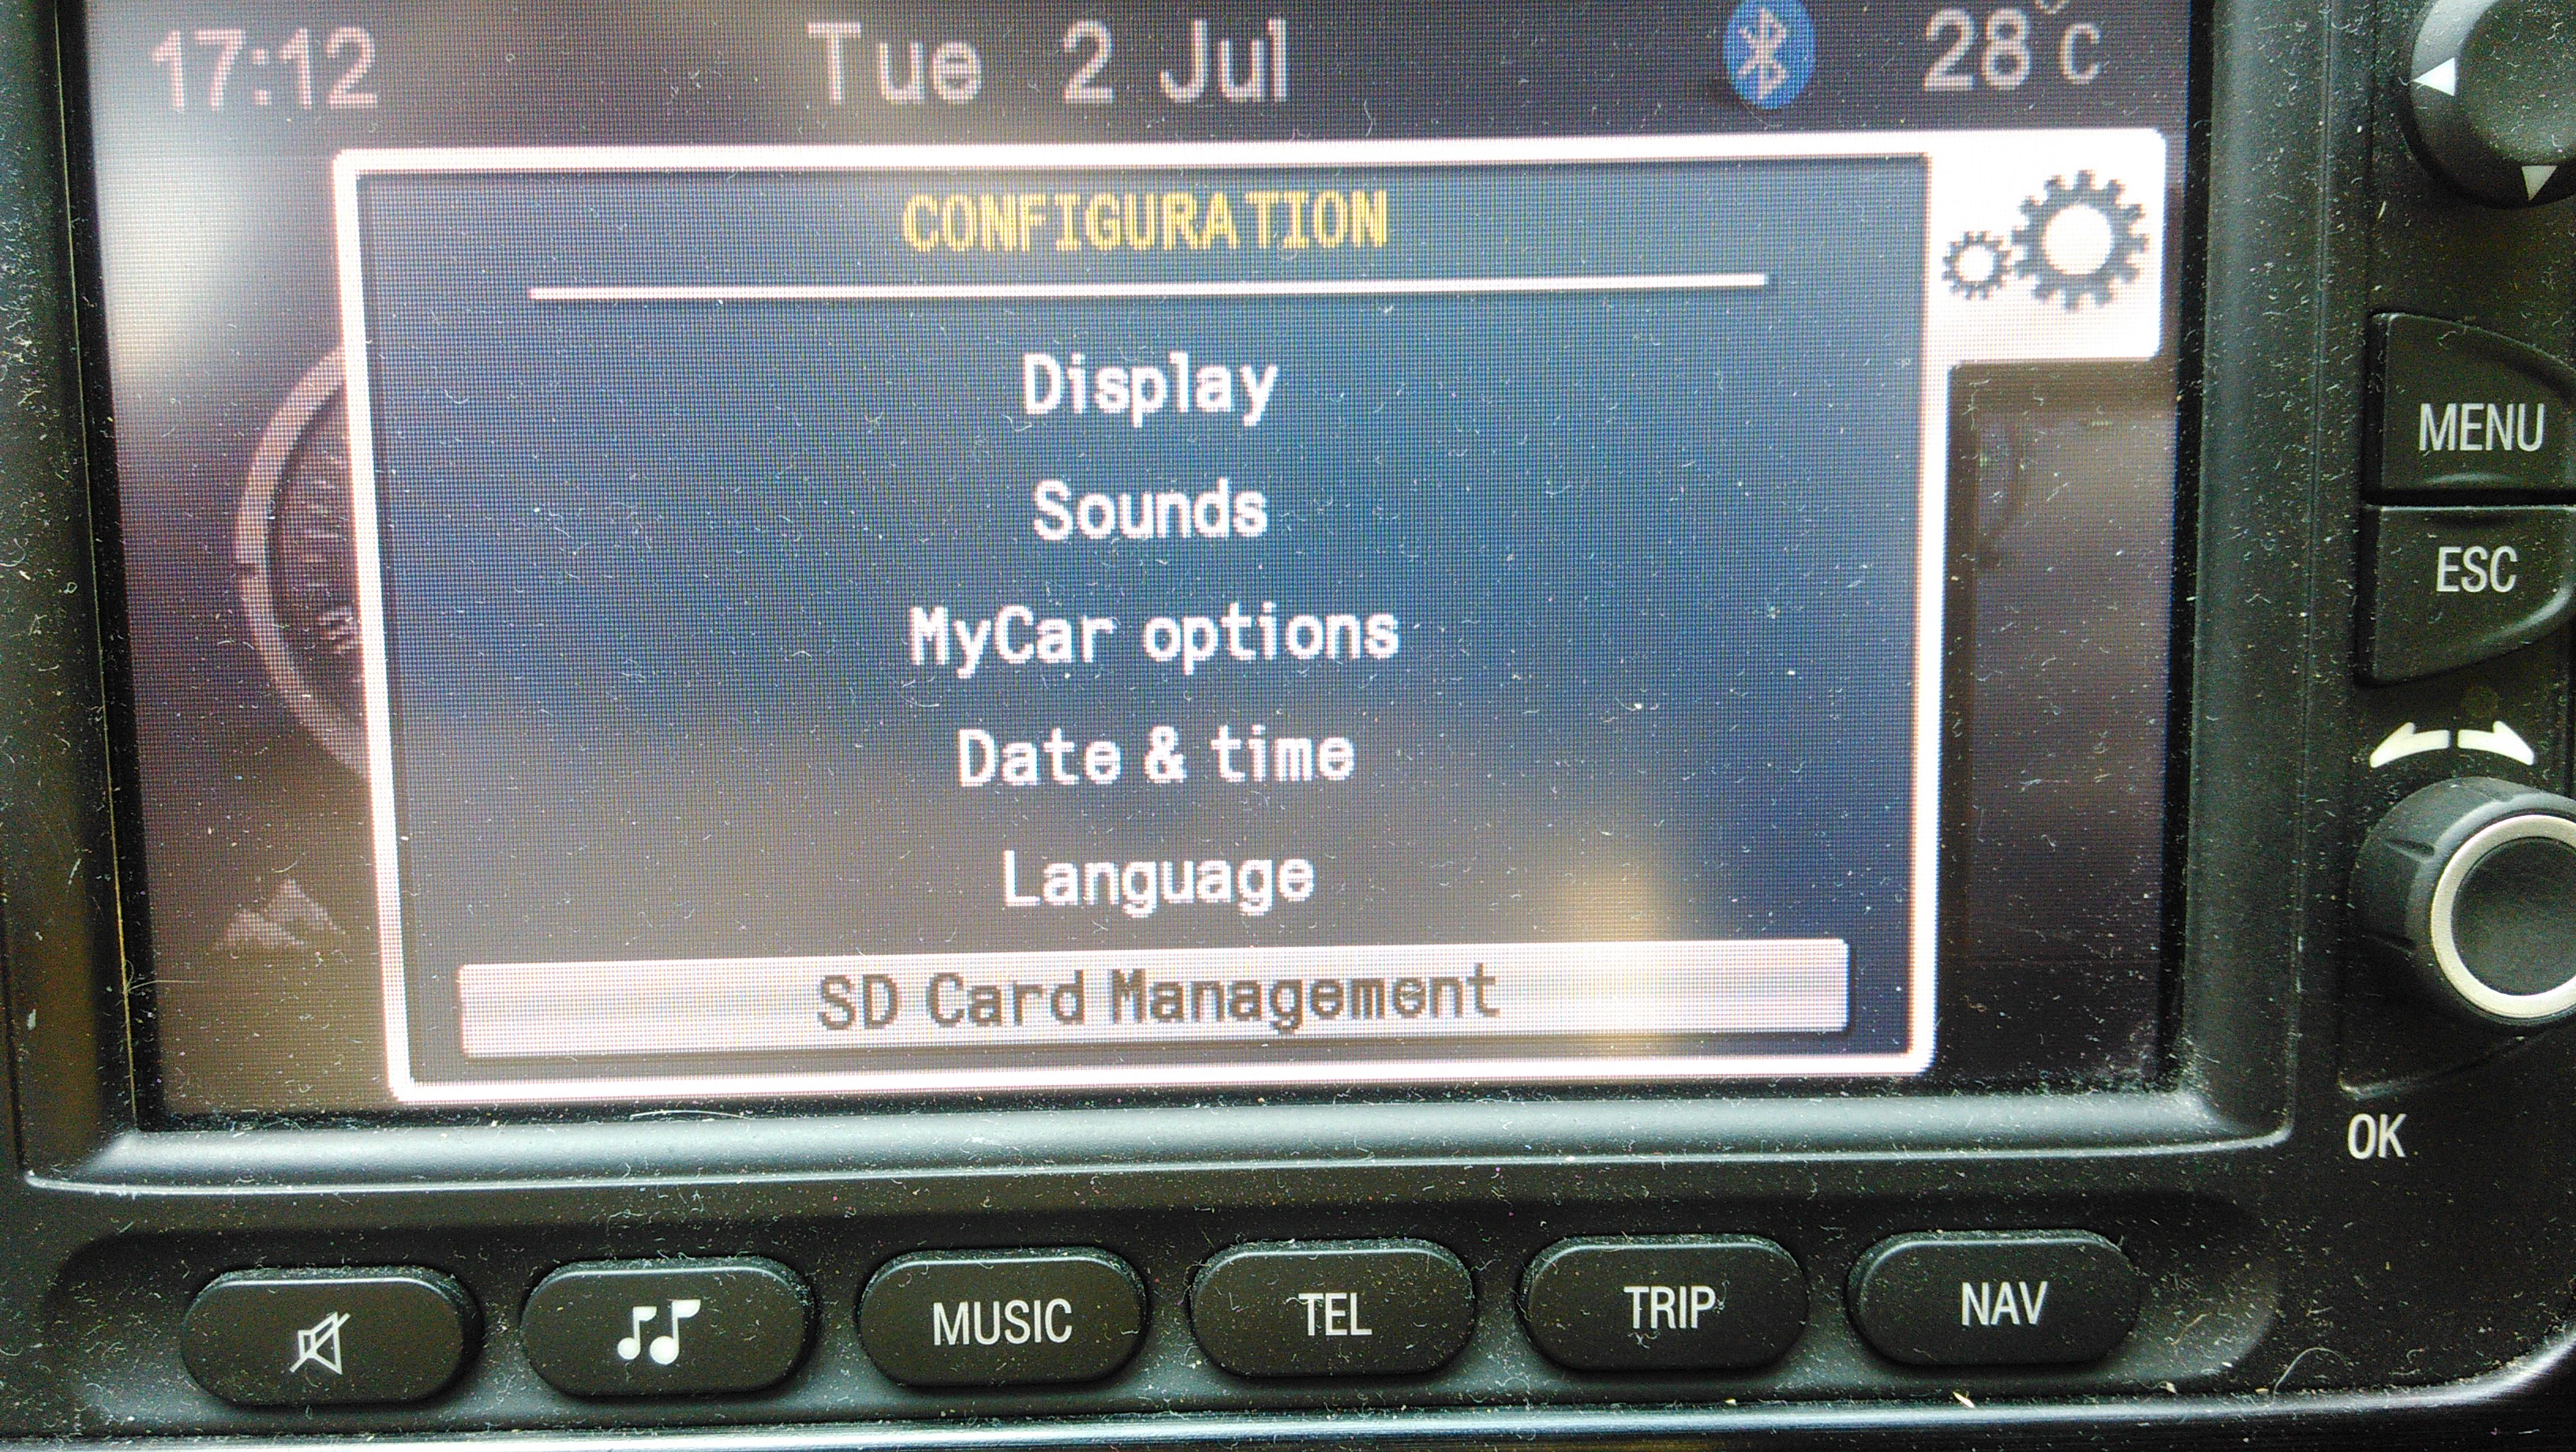 17:12 Tue 2 Jul 28°C
CONFIGURATION
Display
Sounds
MyCar options
Date & time
Language
SD Card Management
MENU
ESC
OK
MUSIC TEL TRIP NAV